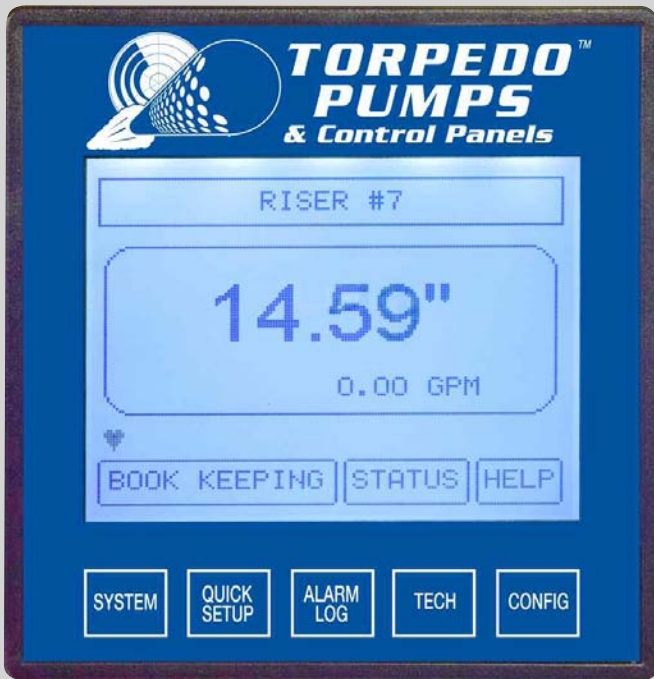 TORPEDO™
PUMPS
& Control Panels
RISER #7
14.59"
0.00 GPM
BOOK KEEPING STATUS HELP
SYSTEM QUICK SETUP ALARM LOG TECH CONFIG